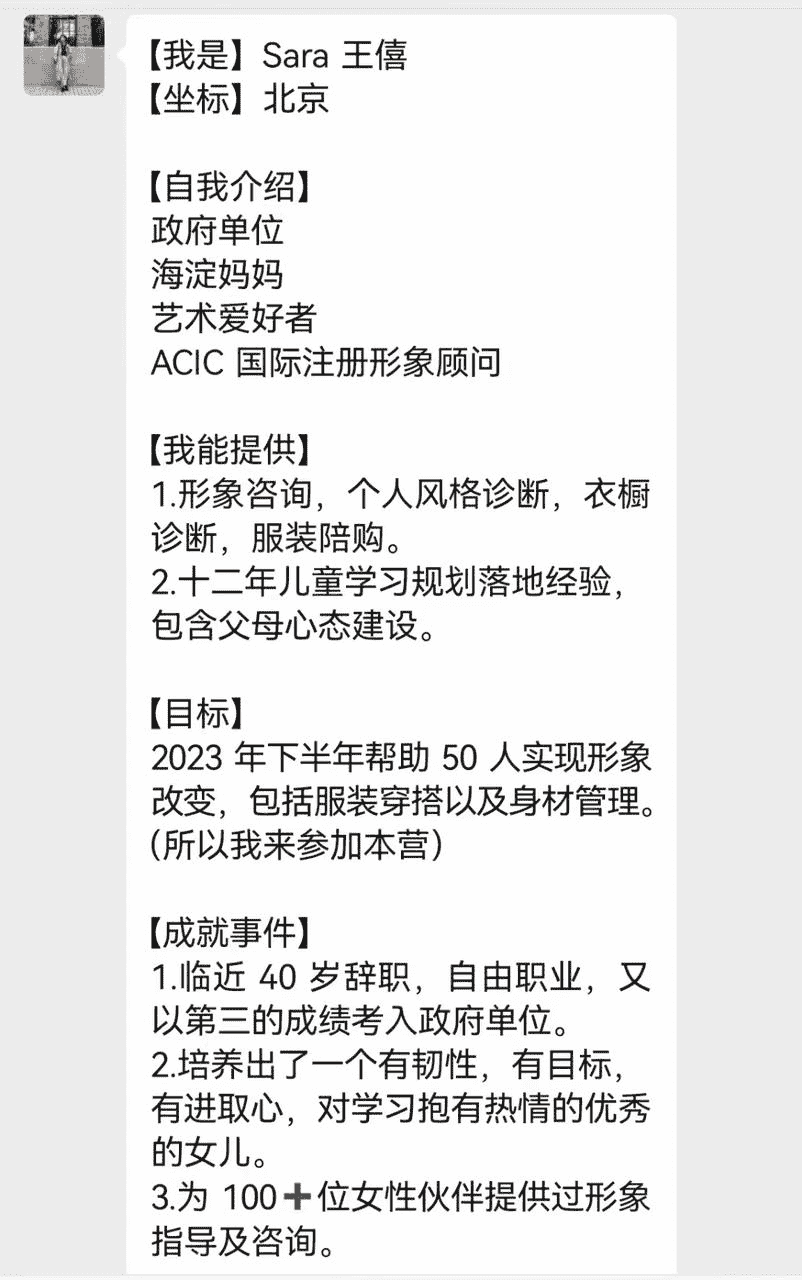 【我是】Sara 王僖
【坐标】北京
【自我介绍】
政府单位
海淀妈妈
艺术爱好者
ACIC 国际注册形象顾问
【我能提供】
1.形象咨询，个人风格诊断，衣橱
诊断，服装陪购。
2.十二年儿童学习规划落地经验，
包含父母心态建设。
【目标】
2023 年下半年帮助 50 人实现形象
改变，包括服装穿搭以及身材管理。
（所以我来参加本营）
【成就事件】
1.临近 40 岁辞职，自由职业，又
以第三的成绩考入政府单位。
2.培养出了一个有韧性，有目标，
有进取心，对学习抱有热情的优秀
的女儿。
3.为 100➕位女性伙伴提供过形象
指导及咨询。